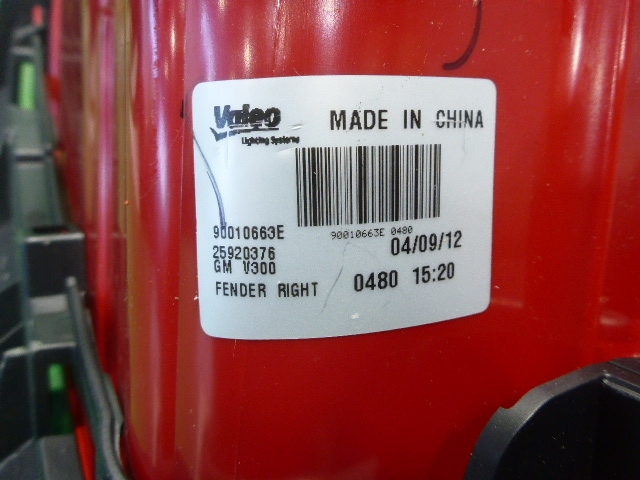 Valeo
Lighting Systems
MADE IN CHINA
90010663E 0480
90010663E
25920376
GM V300
FENDER RIGHT
04/09/12
0480 15:20